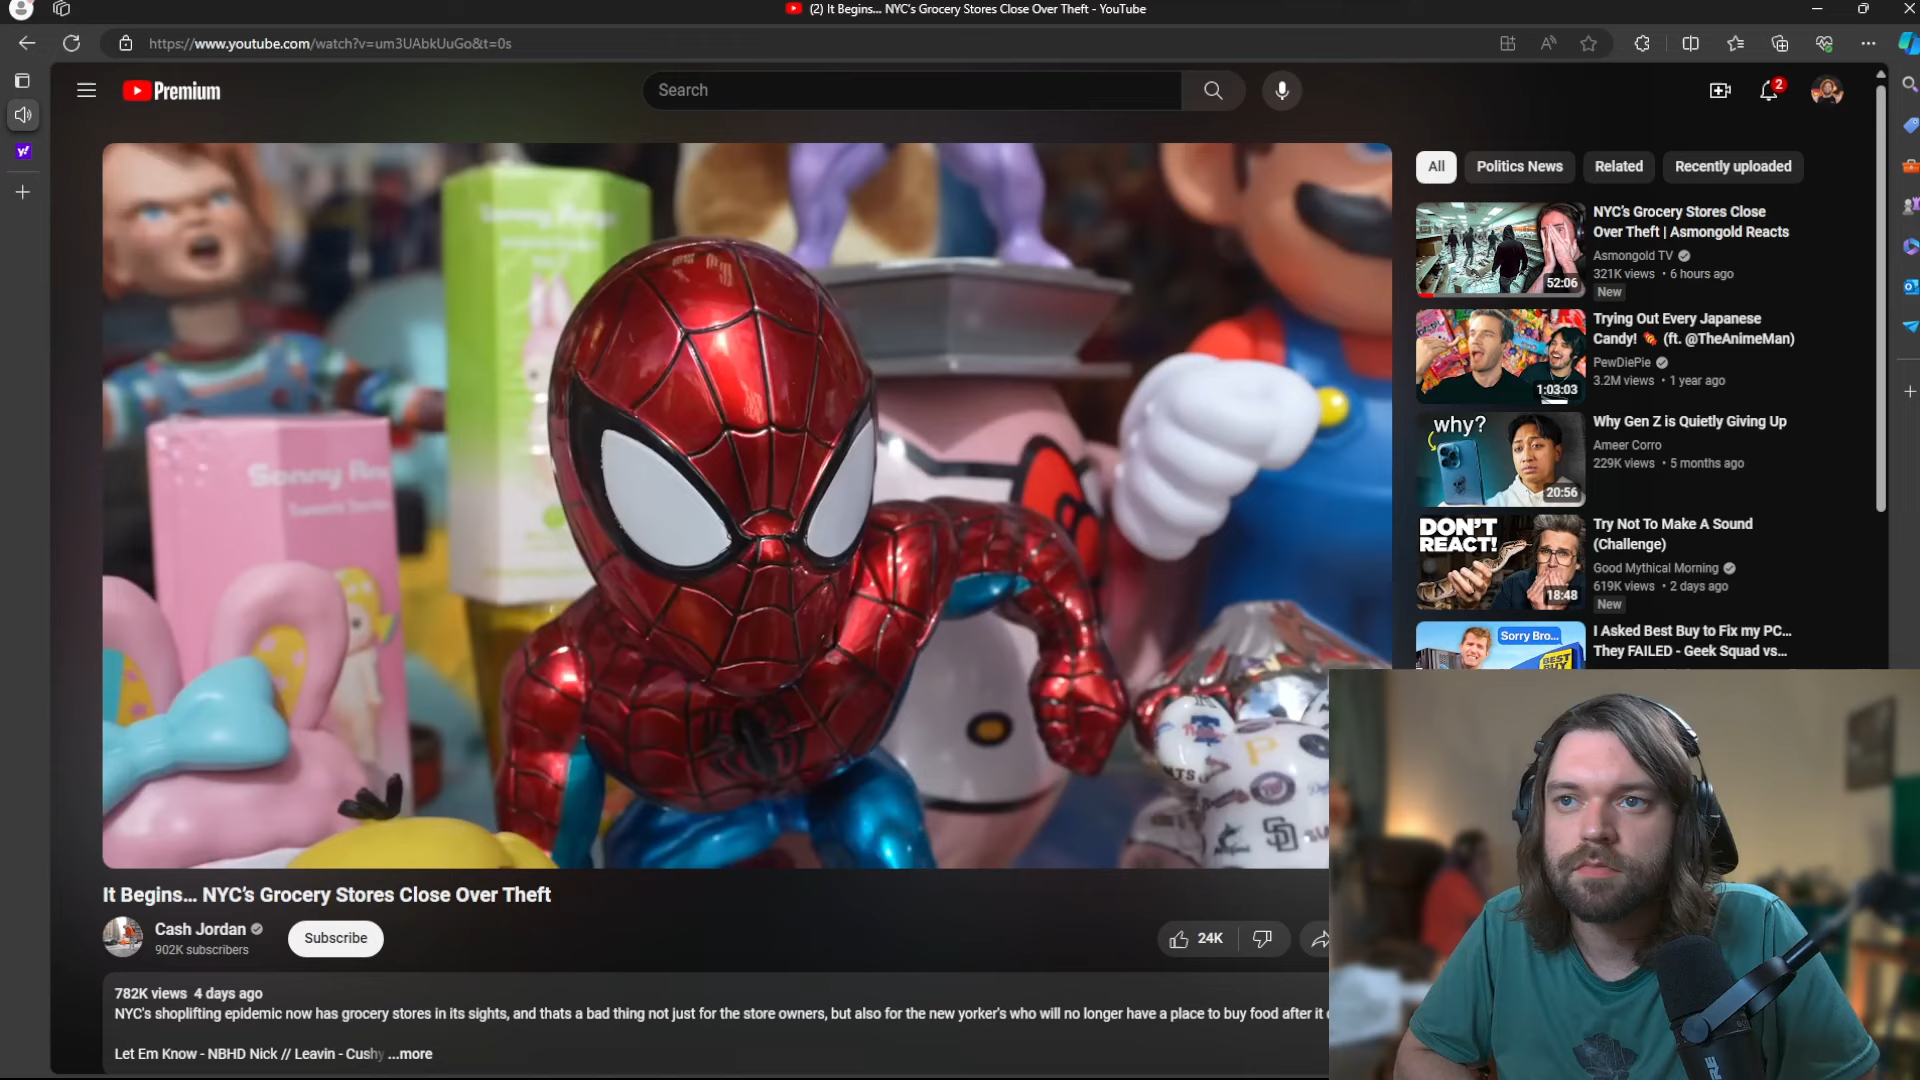 (2) It Begins... NYC's Grocery Stores Close Over Theft - YouTube
https://www.youtube.com/watch?v=um3UAbkUuGo&t=0s
Premium
Search
2
All
Politics News
Related
Recently uploaded
NYC's Grocery Stores Close
Over Theft | Asmongold Reacts
Asmongold TV
321K views • 6 hours ago
New
52:06
Trying Out Every Japanese
Candy! 🍬 (ft. @TheAnimeMan)
PewDiePie
3.2M views • 1 year ago
1:03:03
why?
Why Gen Z is Quietly Giving Up
Ameer Corro
229K views • 5 months ago
20:56
DON'T
REACT!
Try Not To Make A Sound
(Challenge)
Good Mythical Morning
619K views • 2 days ago
New
18:48
Sorry Bro...
BEST
BUY
I Asked Best Buy to Fix my PC...
They FAILED - Geek Squad vs...
It Begins... NYC's Grocery Stores Close Over Theft
Cash Jordan
902K subscribers
Subscribe
24K
782K views 4 days ago
NYC's shoplifting epidemic now has grocery stores in its sights, and thats a bad thing not just for the store owners, but also for the new yorker's who will no longer have a place to buy food after it
Let Em Know - NBHD Nick // Leavin - Cushy ...more